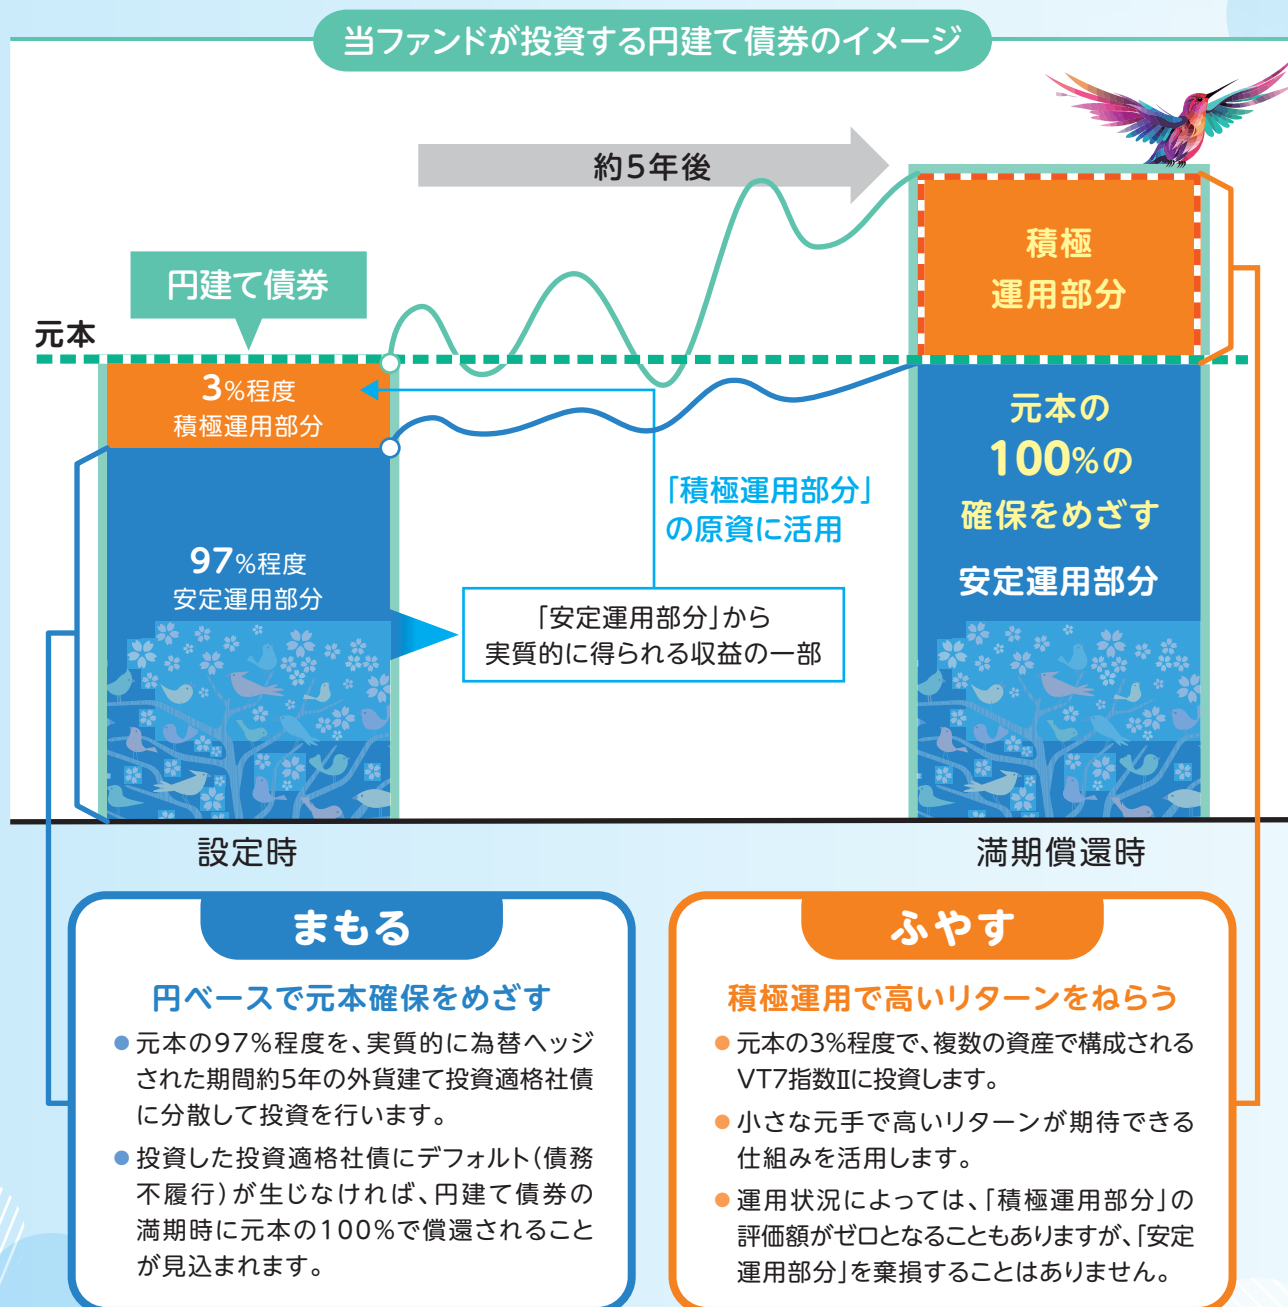 当ファンドが投資する円建て債券のイメージ
約5年後
円建て債券
元本
3%程度
積極運用部分
97%程度
安定運用部分
「積極運用部分」
の原資に活用
「安定運用部分」から
実質的に得られる収益の一部
積極
運用部分
元本の
100%の
確保をめざす
安定運用部分
設定時
満期償還時
まもる
円ベースで元本確保をめざす
●元本の97%程度を、実質的に為替ヘッジ
された期間約5年の外貨建て投資適格社債
に分散して投資を行います。
●投資した投資適格社債にデフォルト(債務
不履行)が生じなければ、円建て債券の
満期時に元本の100%で償還されること
が見込まれます。
ふやす
積極運用で高いリターンをねらう
●元本の3%程度で、複数の資産で構成される
VT7指数Ⅱに投資します。
●小さな元手で高いリターンが期待できる
仕組みを活用します。
●運用状況によっては、「積極運用部分」の
評価額がゼロとなることもありますが、「安定
運用部分」を棄損することはありません。